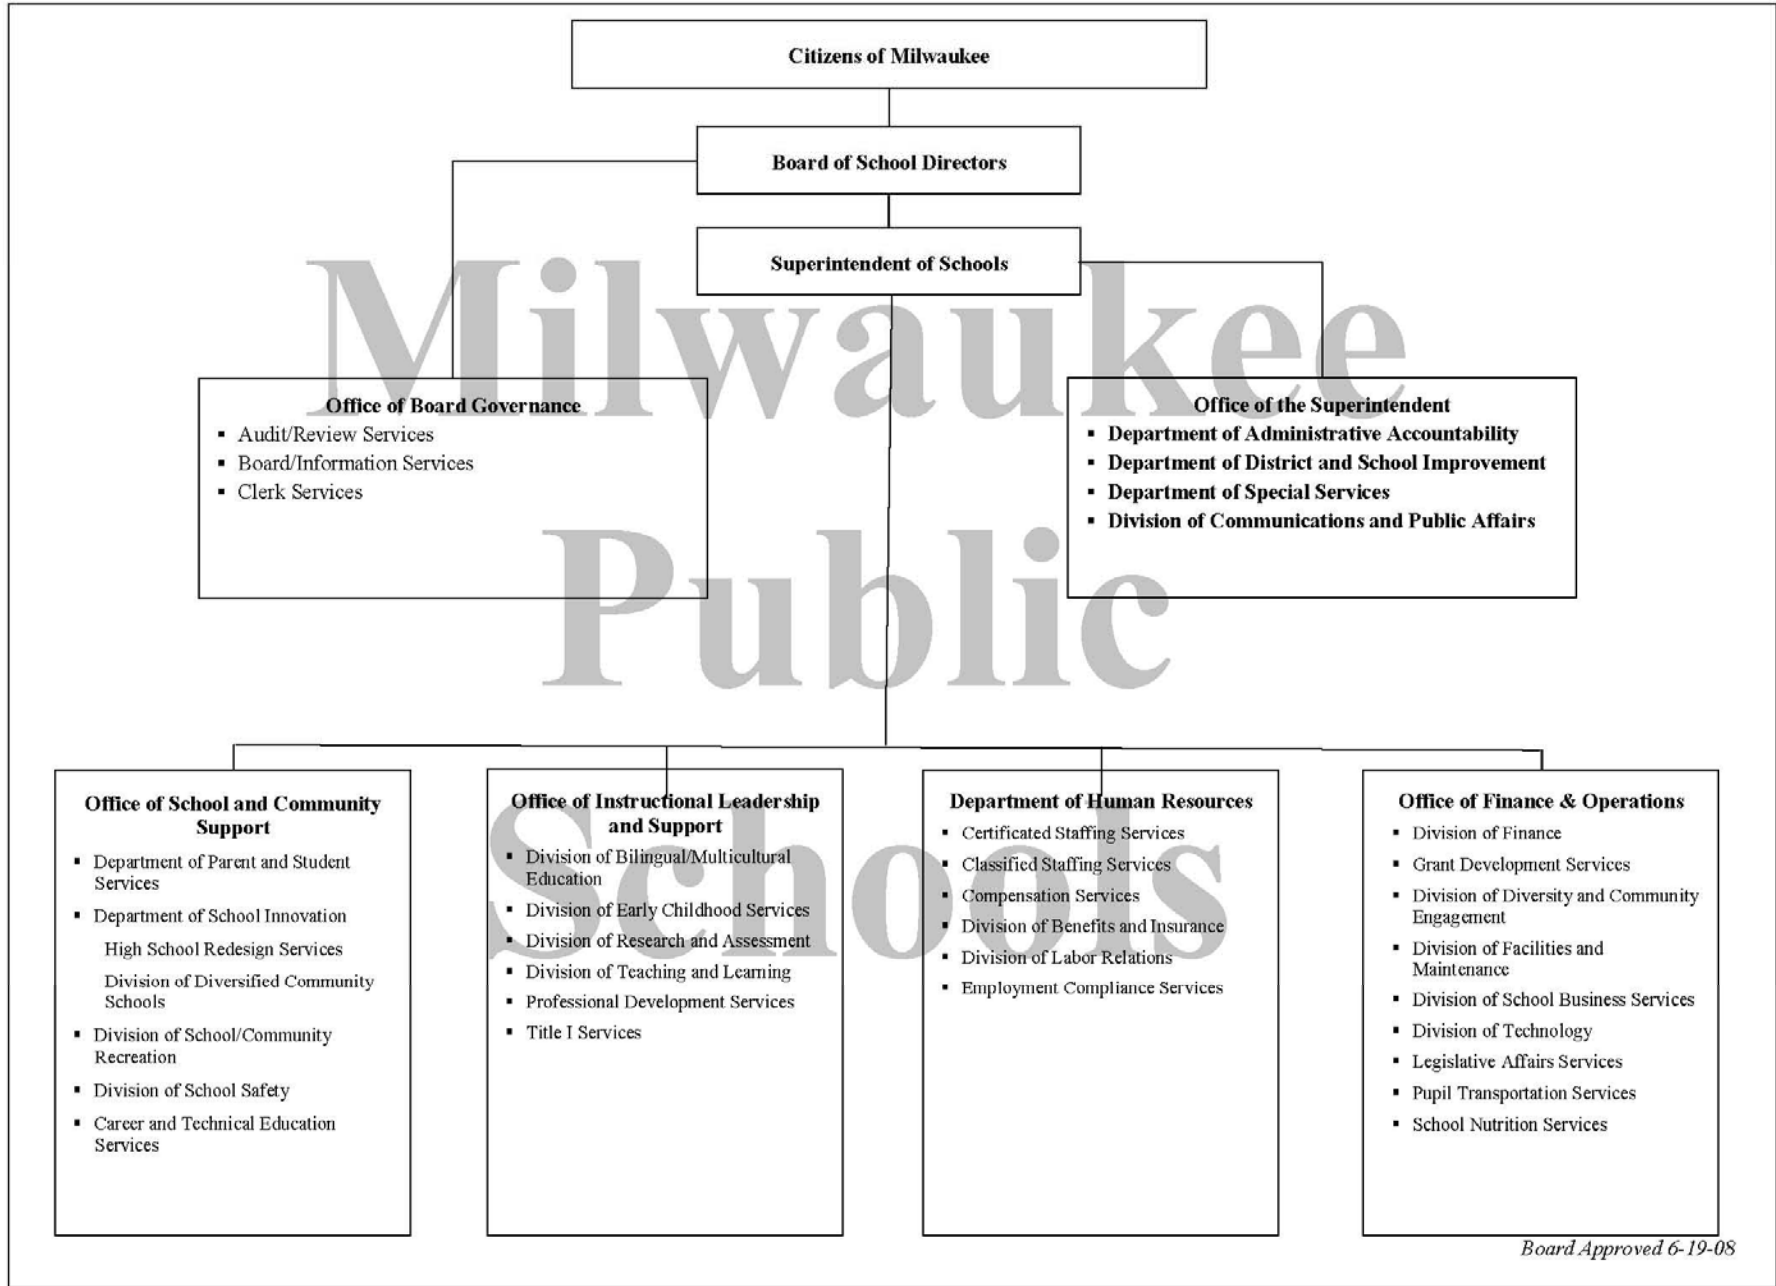 Citizens of Milwaukee
Board of School Directors
Superintendent of Schools
Milwaukee
Public
Schools
Office of Board Governance
▪ Audit/Review Services
▪ Board/Information Services
▪ Clerk Services
Office of the Superintendent
▪ Department of Administrative Accountability
▪ Department of District and School Improvement
▪ Department of Special Services
▪ Division of Communications and Public Affairs
Office of School and Community
Support
▪ Department of Parent and Student
Services
▪ Department of School Innovation
High School Redesign Services
Division of Diversified Community
Schools
▪ Division of School/Community
Recreation
▪ Division of School Safety
▪ Career and Technical Education
Services
Office of Instructional Leadership
and Support
▪ Division of Bilingual/Multicultural
Education
▪ Division of Early Childhood Services
▪ Division of Research and Assessment
▪ Division of Teaching and Learning
▪ Professional Development Services
▪ Title I Services
Department of Human Resources
▪ Certificated Staffing Services
▪ Classified Staffing Services
▪ Compensation Services
▪ Division of Benefits and Insurance
▪ Division of Labor Relations
▪ Employment Compliance Services
Office of Finance & Operations
▪ Division of Finance
▪ Grant Development Services
▪ Division of Diversity and Community
Engagement
▪ Division of Facilities and
Maintenance
▪ Division of School Business Services
▪ Division of Technology
▪ Legislative Affairs Services
▪ Pupil Transportation Services
▪ School Nutrition Services
Board Approved 6-19-08